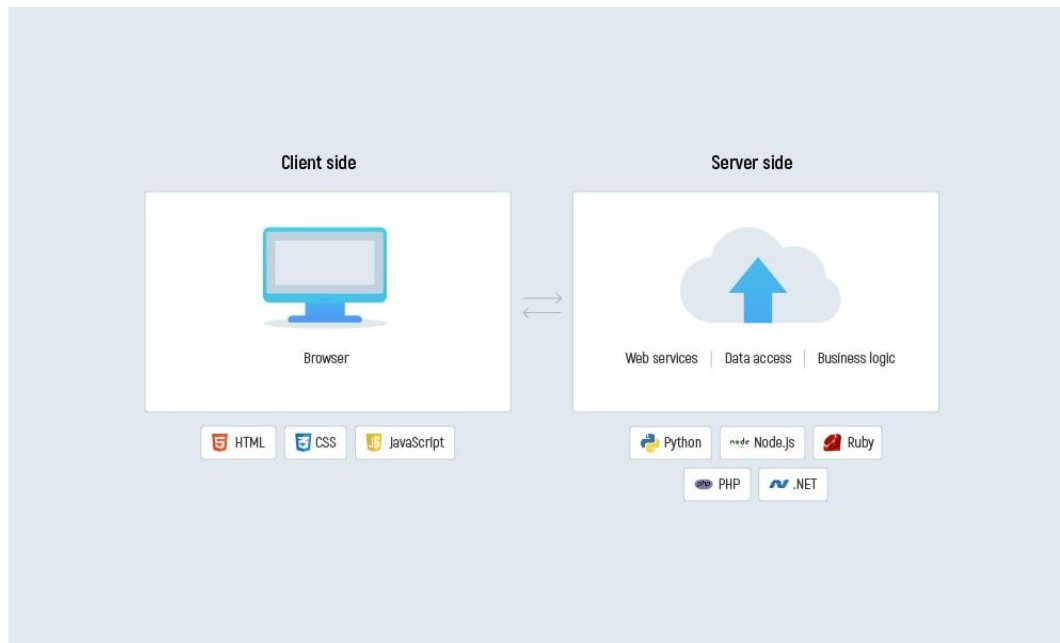 Client side
Server side
Browser
Web services | Data access | Business logic
HTML CSS JavaScript
Python node Node.js Ruby
php PHP .NET